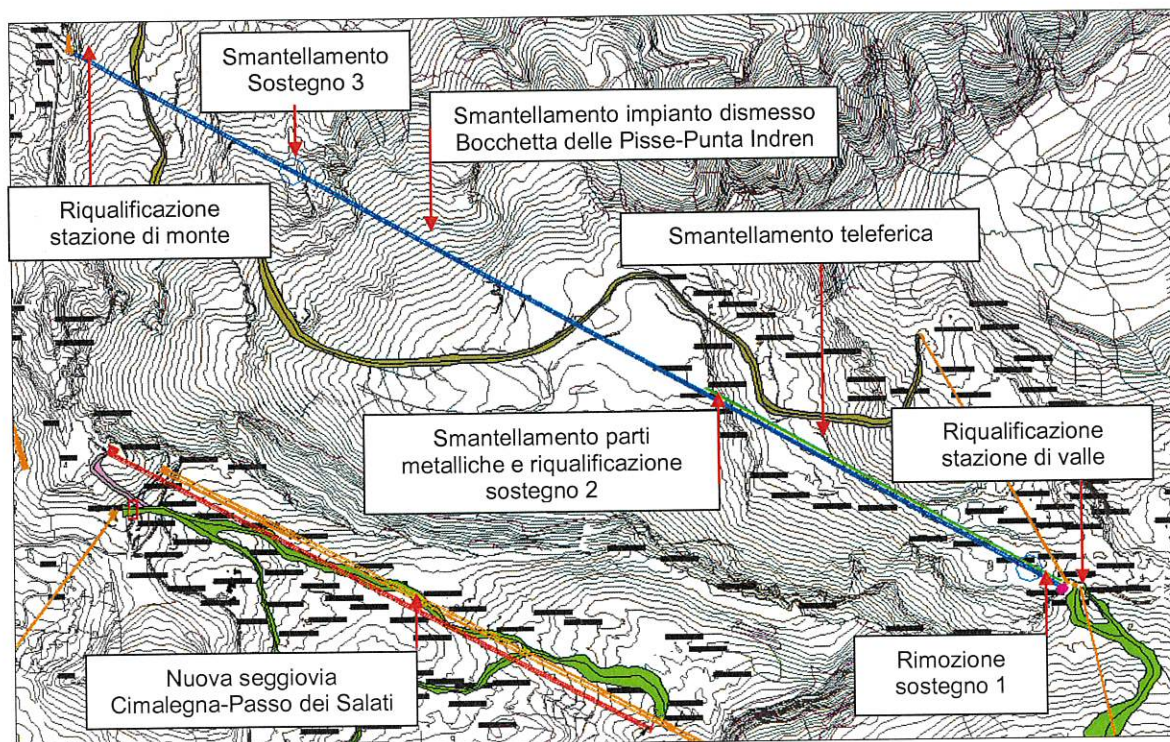 Smantellamento
Sostegno 3
Smantellamento impianto dismesso
Bocchetta delle Pisse-Punta Indren
Riqualificazione
stazione di monte
Smantellamento teleferica
Smantellamento parti
metalliche e riqualificazione
sostegno 2
Riqualificazione
stazione di valle
Nuova seggiovia
Cimalegna-Passo dei Salati
Rimozione
sostegno 1